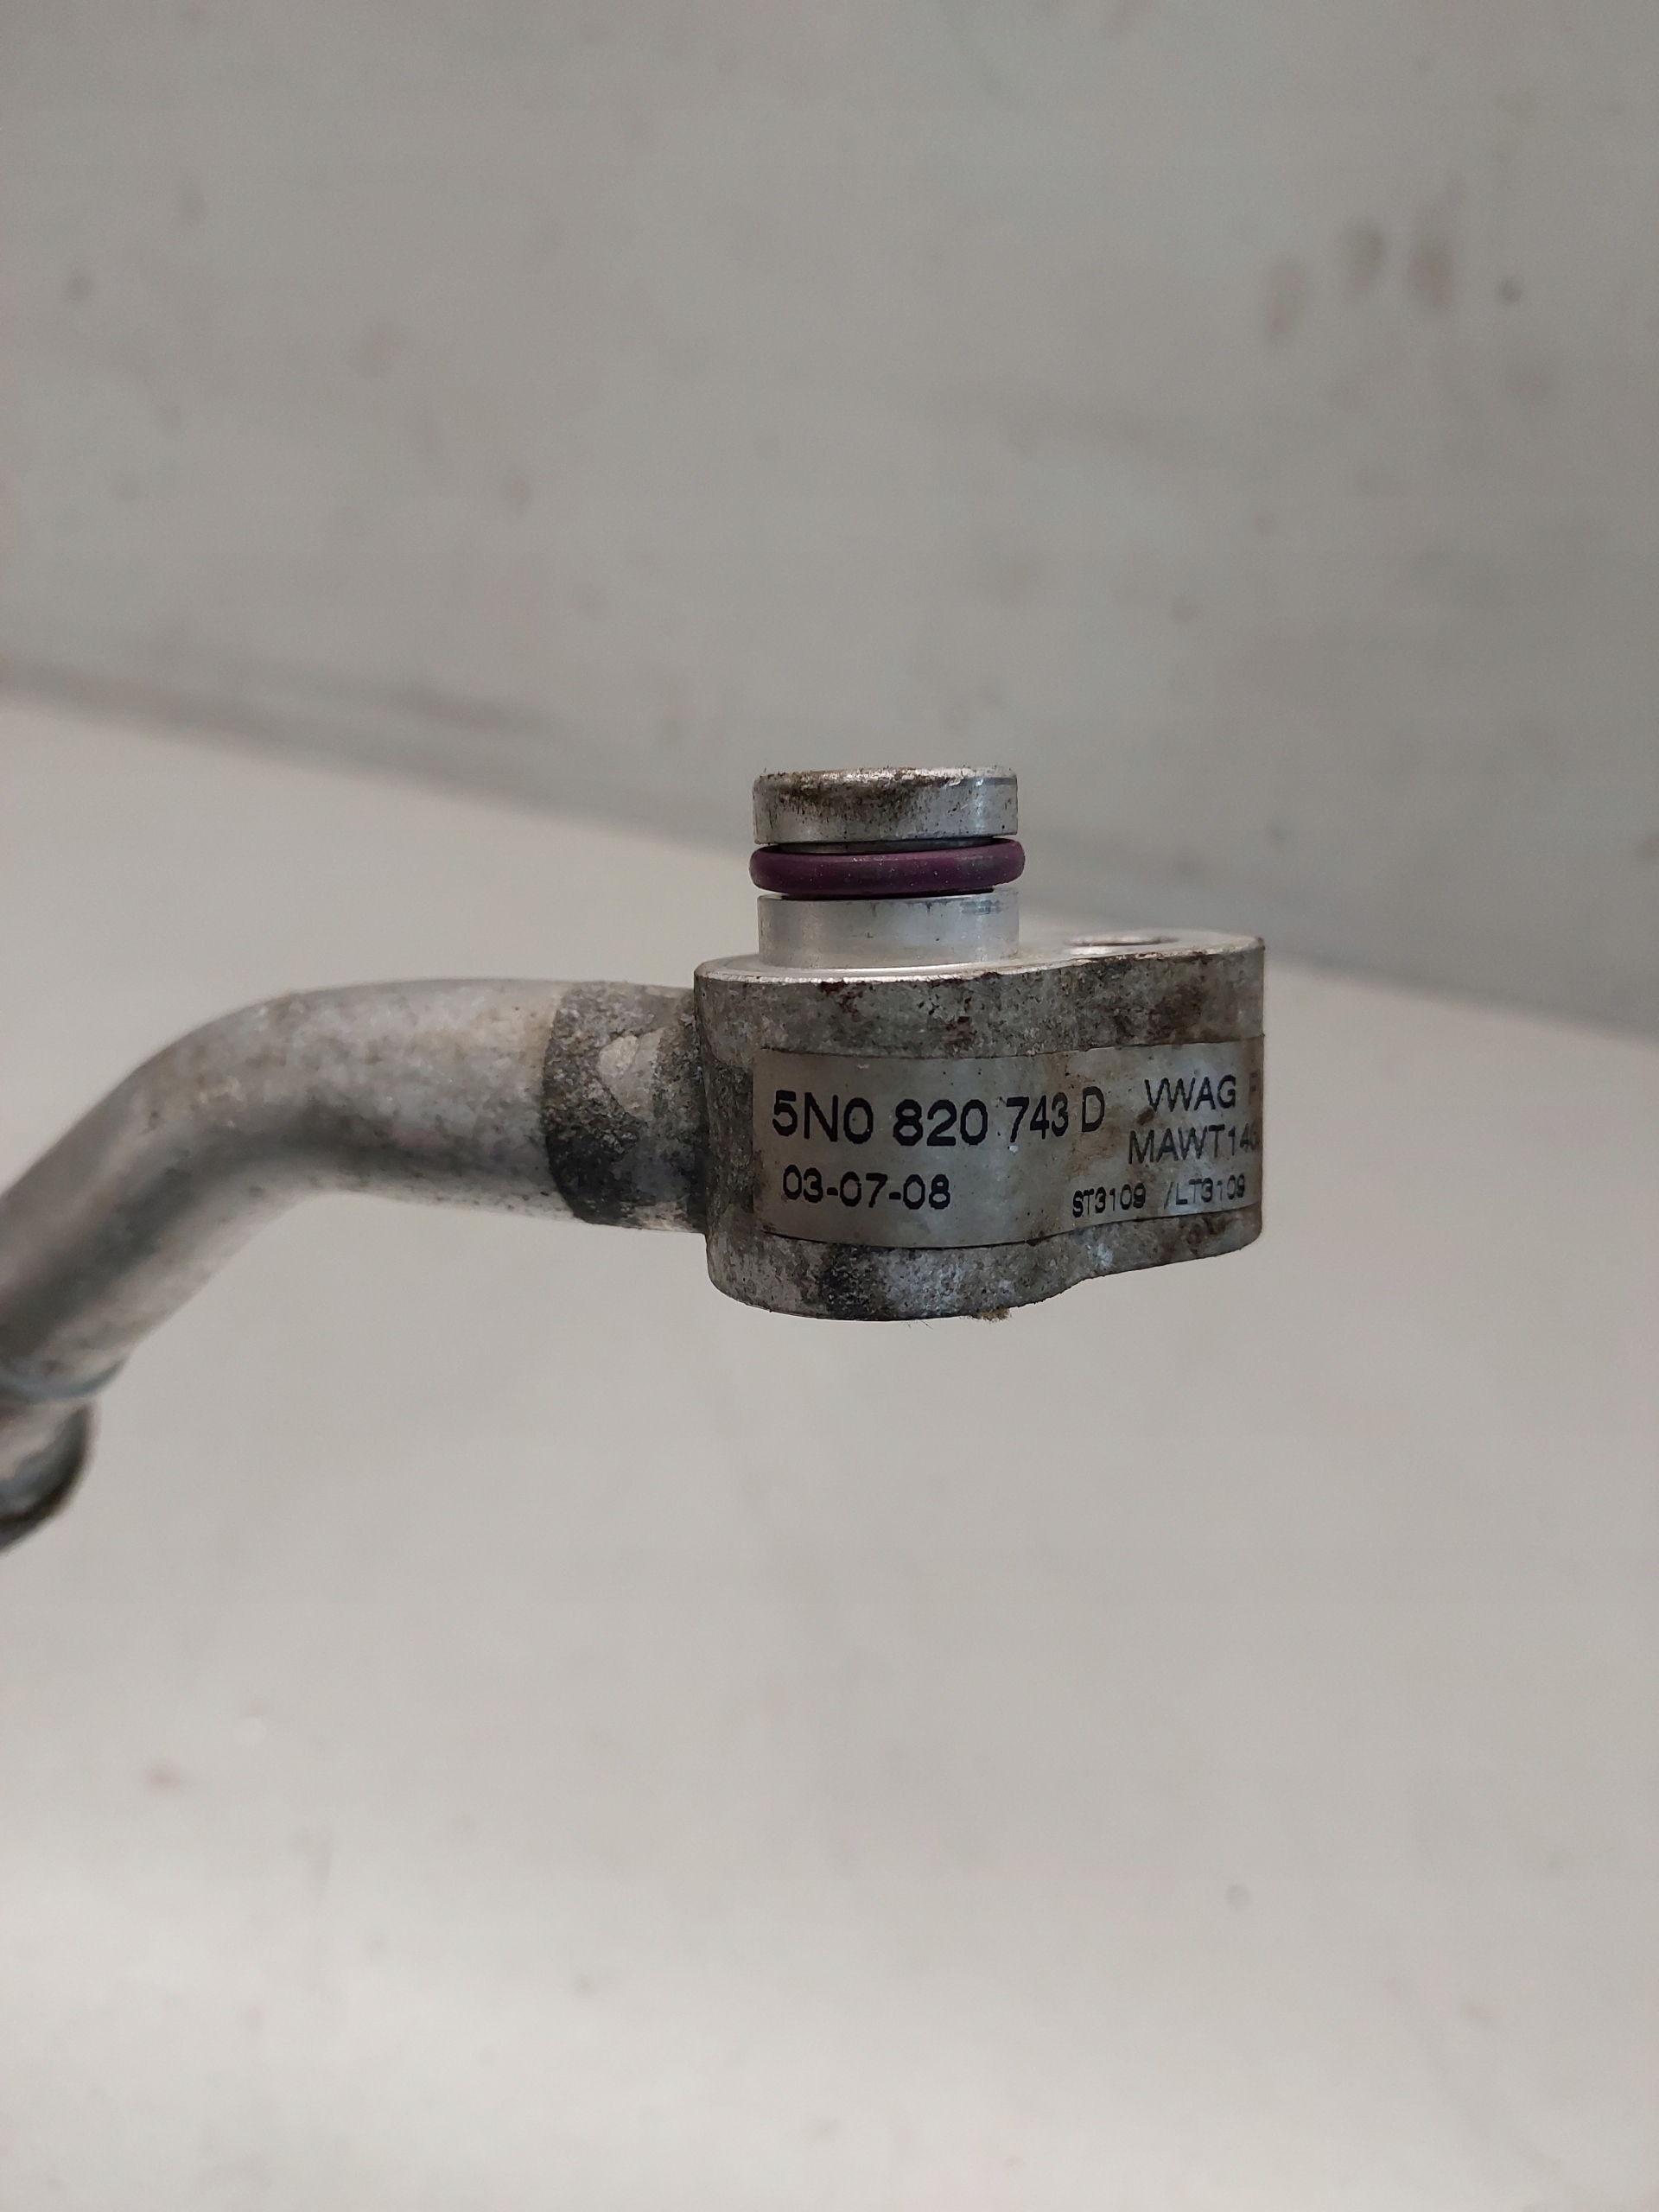 5N0 820 743 D VWAG
MAWT14
03-07-08 ST3109 /LT3109